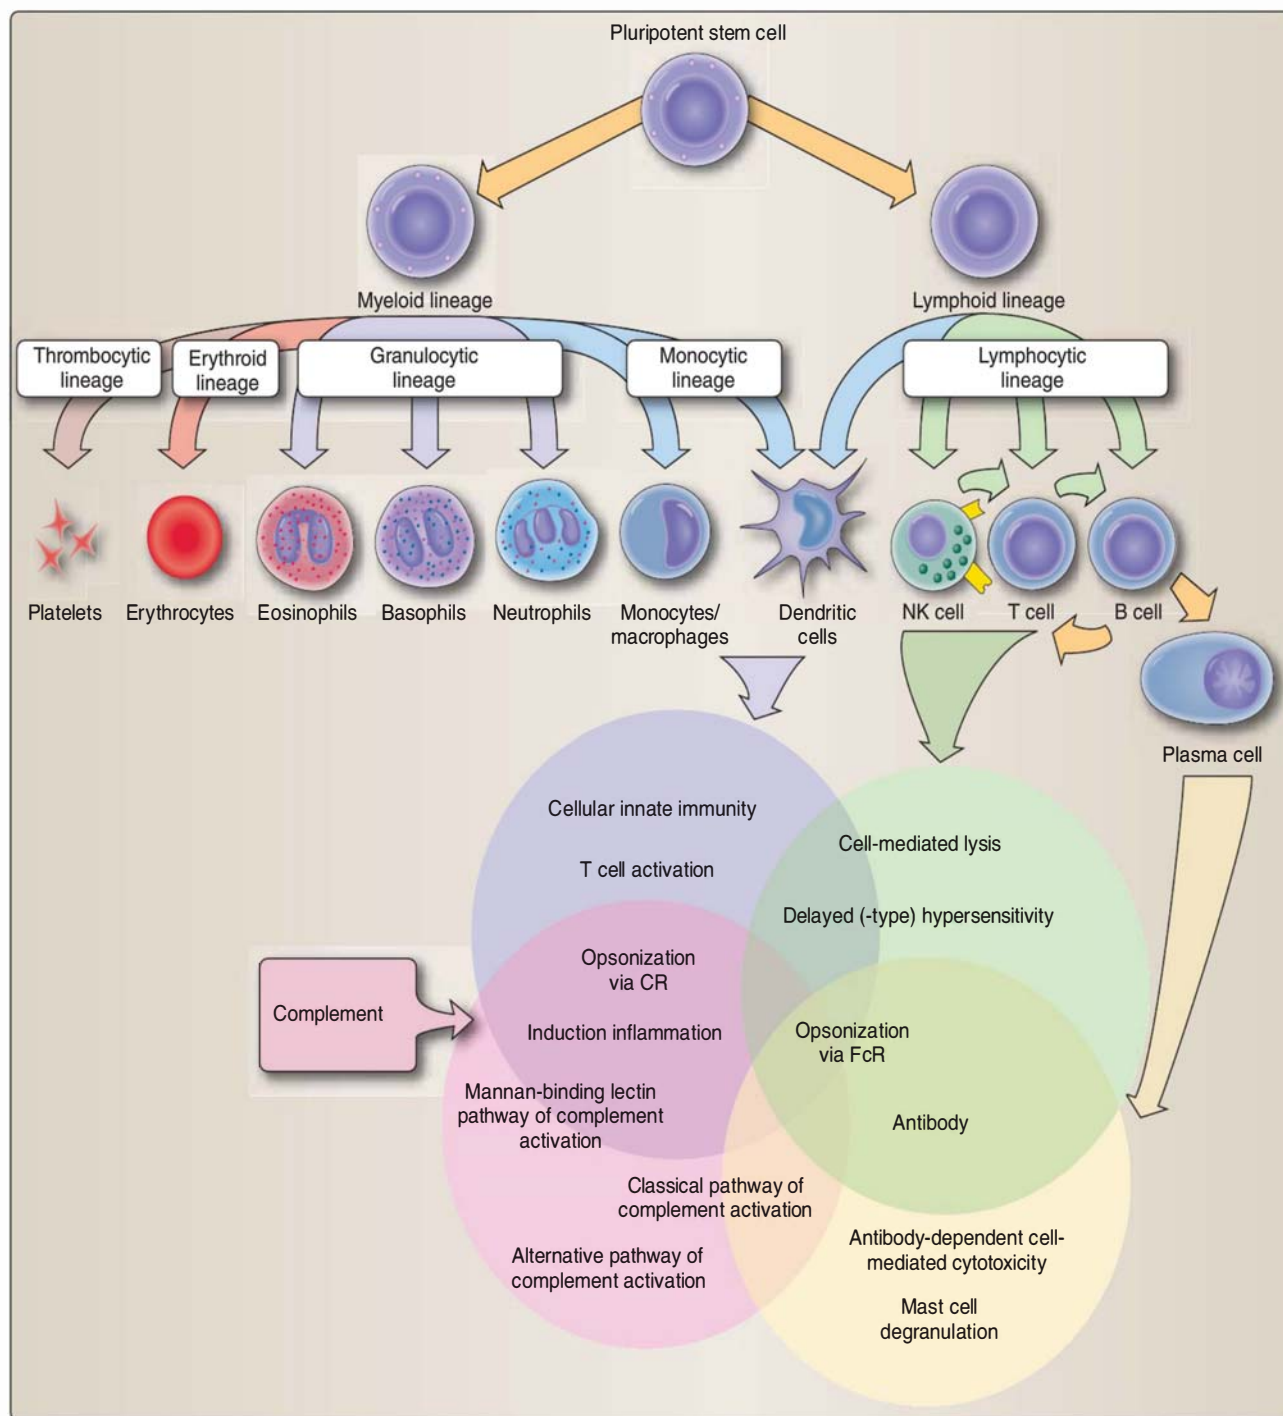 Pluripotent stem cell
Myeloid lineage
Lymphoid lineage
Thrombocytic
lineage
Erythroid
lineage
Granulocytic
lineage
Monocytic
lineage
Lymphocytic
lineage
Platelets
Erythrocytes
Eosinophils
Basophils
Neutrophils
Monocytes/
macrophages
Dendritic
cells
NK cell
T cell
B cell
Plasma cell
Cellular innate immunity
T cell activation
Cell-mediated lysis
Delayed (-type) hypersensitivity
Opsonization
via CR
Complement
Induction inflammation
Opsonization
via FcR
Mannan-binding lectin
pathway of complement
activation
Antibody
Classical pathway of
complement activation
Alternative pathway of
complement activation
Antibody-dependent cell-
mediated cytotoxicity
Mast cell
degranulation